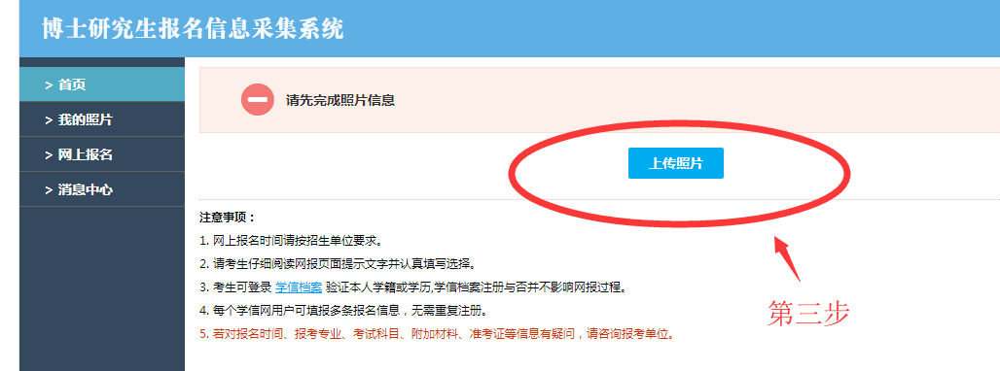 博士研究生报名信息采集系统
> 首页
> 我的照片
> 网上报名
> 消息中心
请先完成照片信息
上传照片
注意事项：
1. 网上报名时间请按招生单位要求。
2. 请考生仔细阅读网报页面提示文字并认真填写选择。
3. 考生可登录 学信档案 验证本人学籍或学历,学信档案注册与否并不影响网报过程。
4. 每个学信网用户可填报多条报名信息，无需重复注册。
5. 若对报名时间、报考专业、考试科目、附加材料、准考证等信息有疑问，请咨询报考单位。
第三步